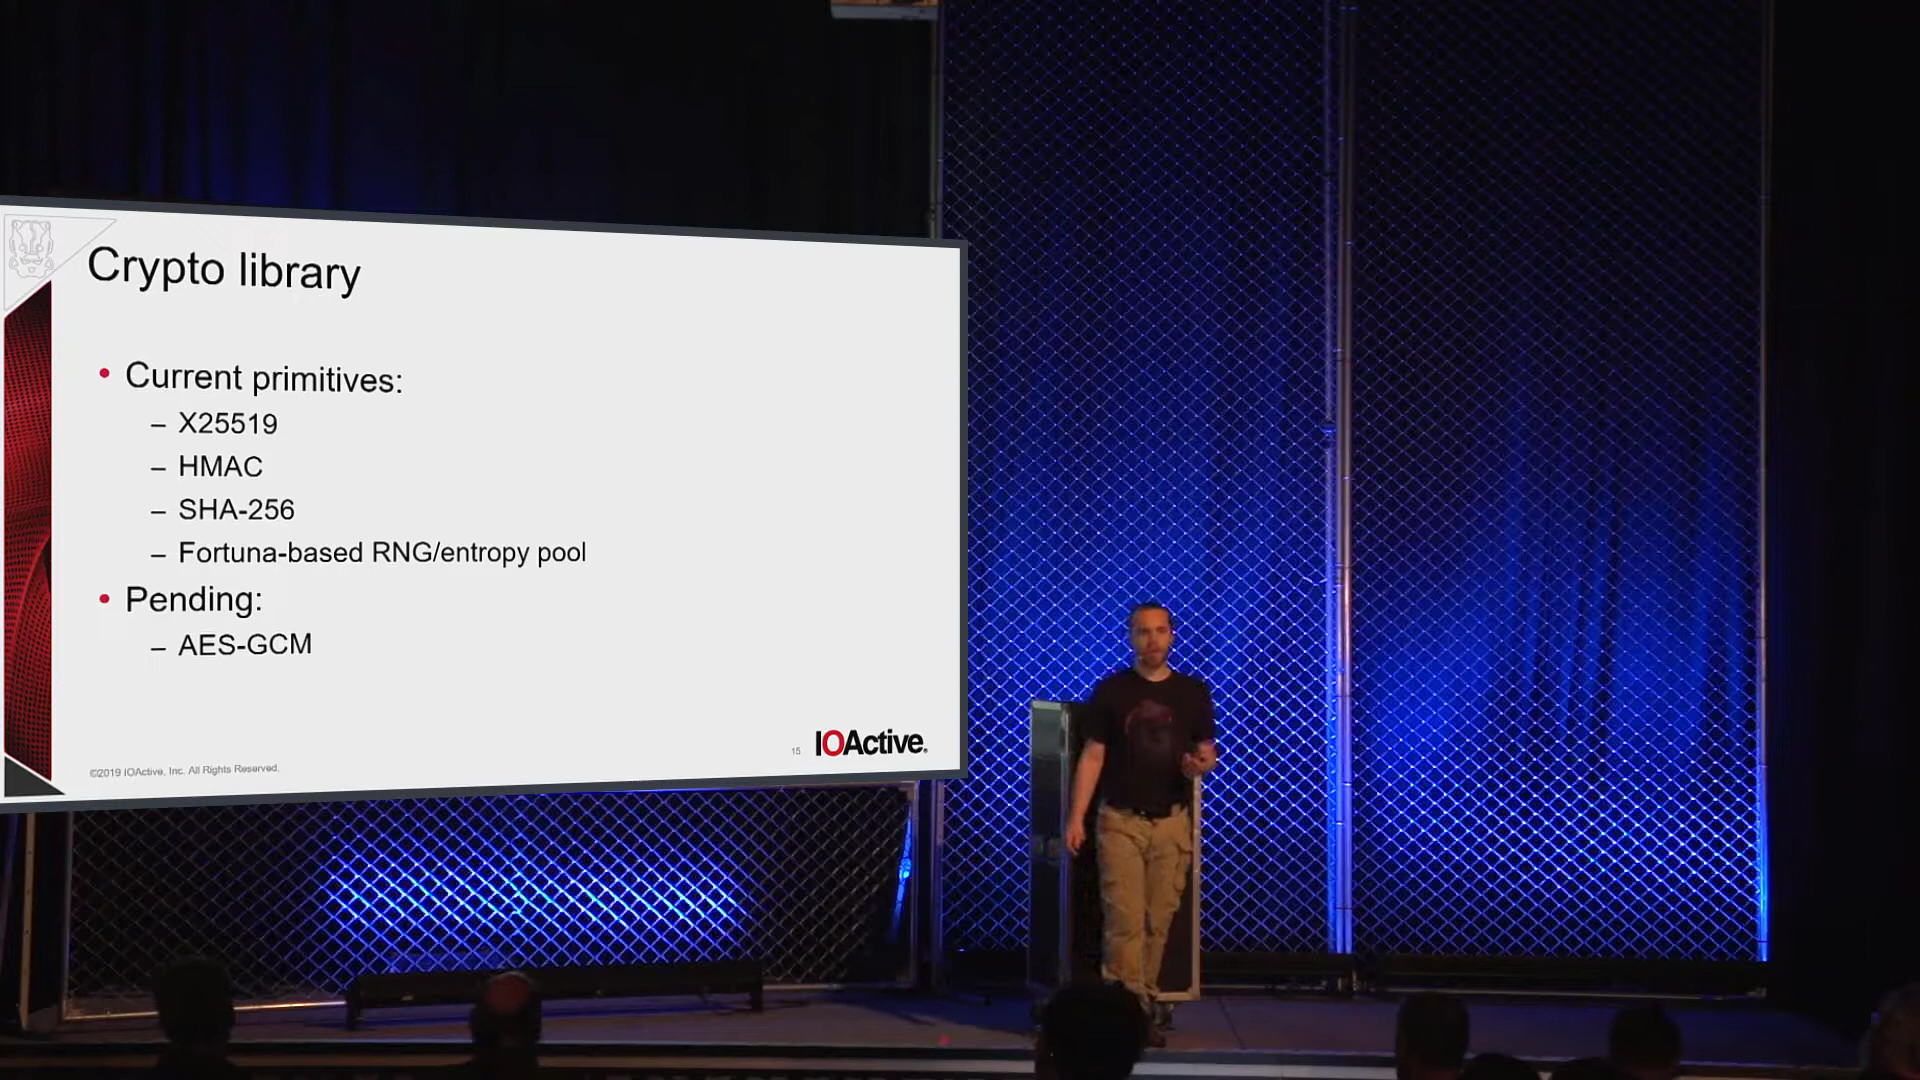 Crypto library
• Current primitives:
– X25519
– HMAC
– SHA-256
– Fortuna-based RNG/entropy pool
• Pending:
– AES-GCM
15 IOActive.
©2019 IOActive, Inc. All Rights Reserved.